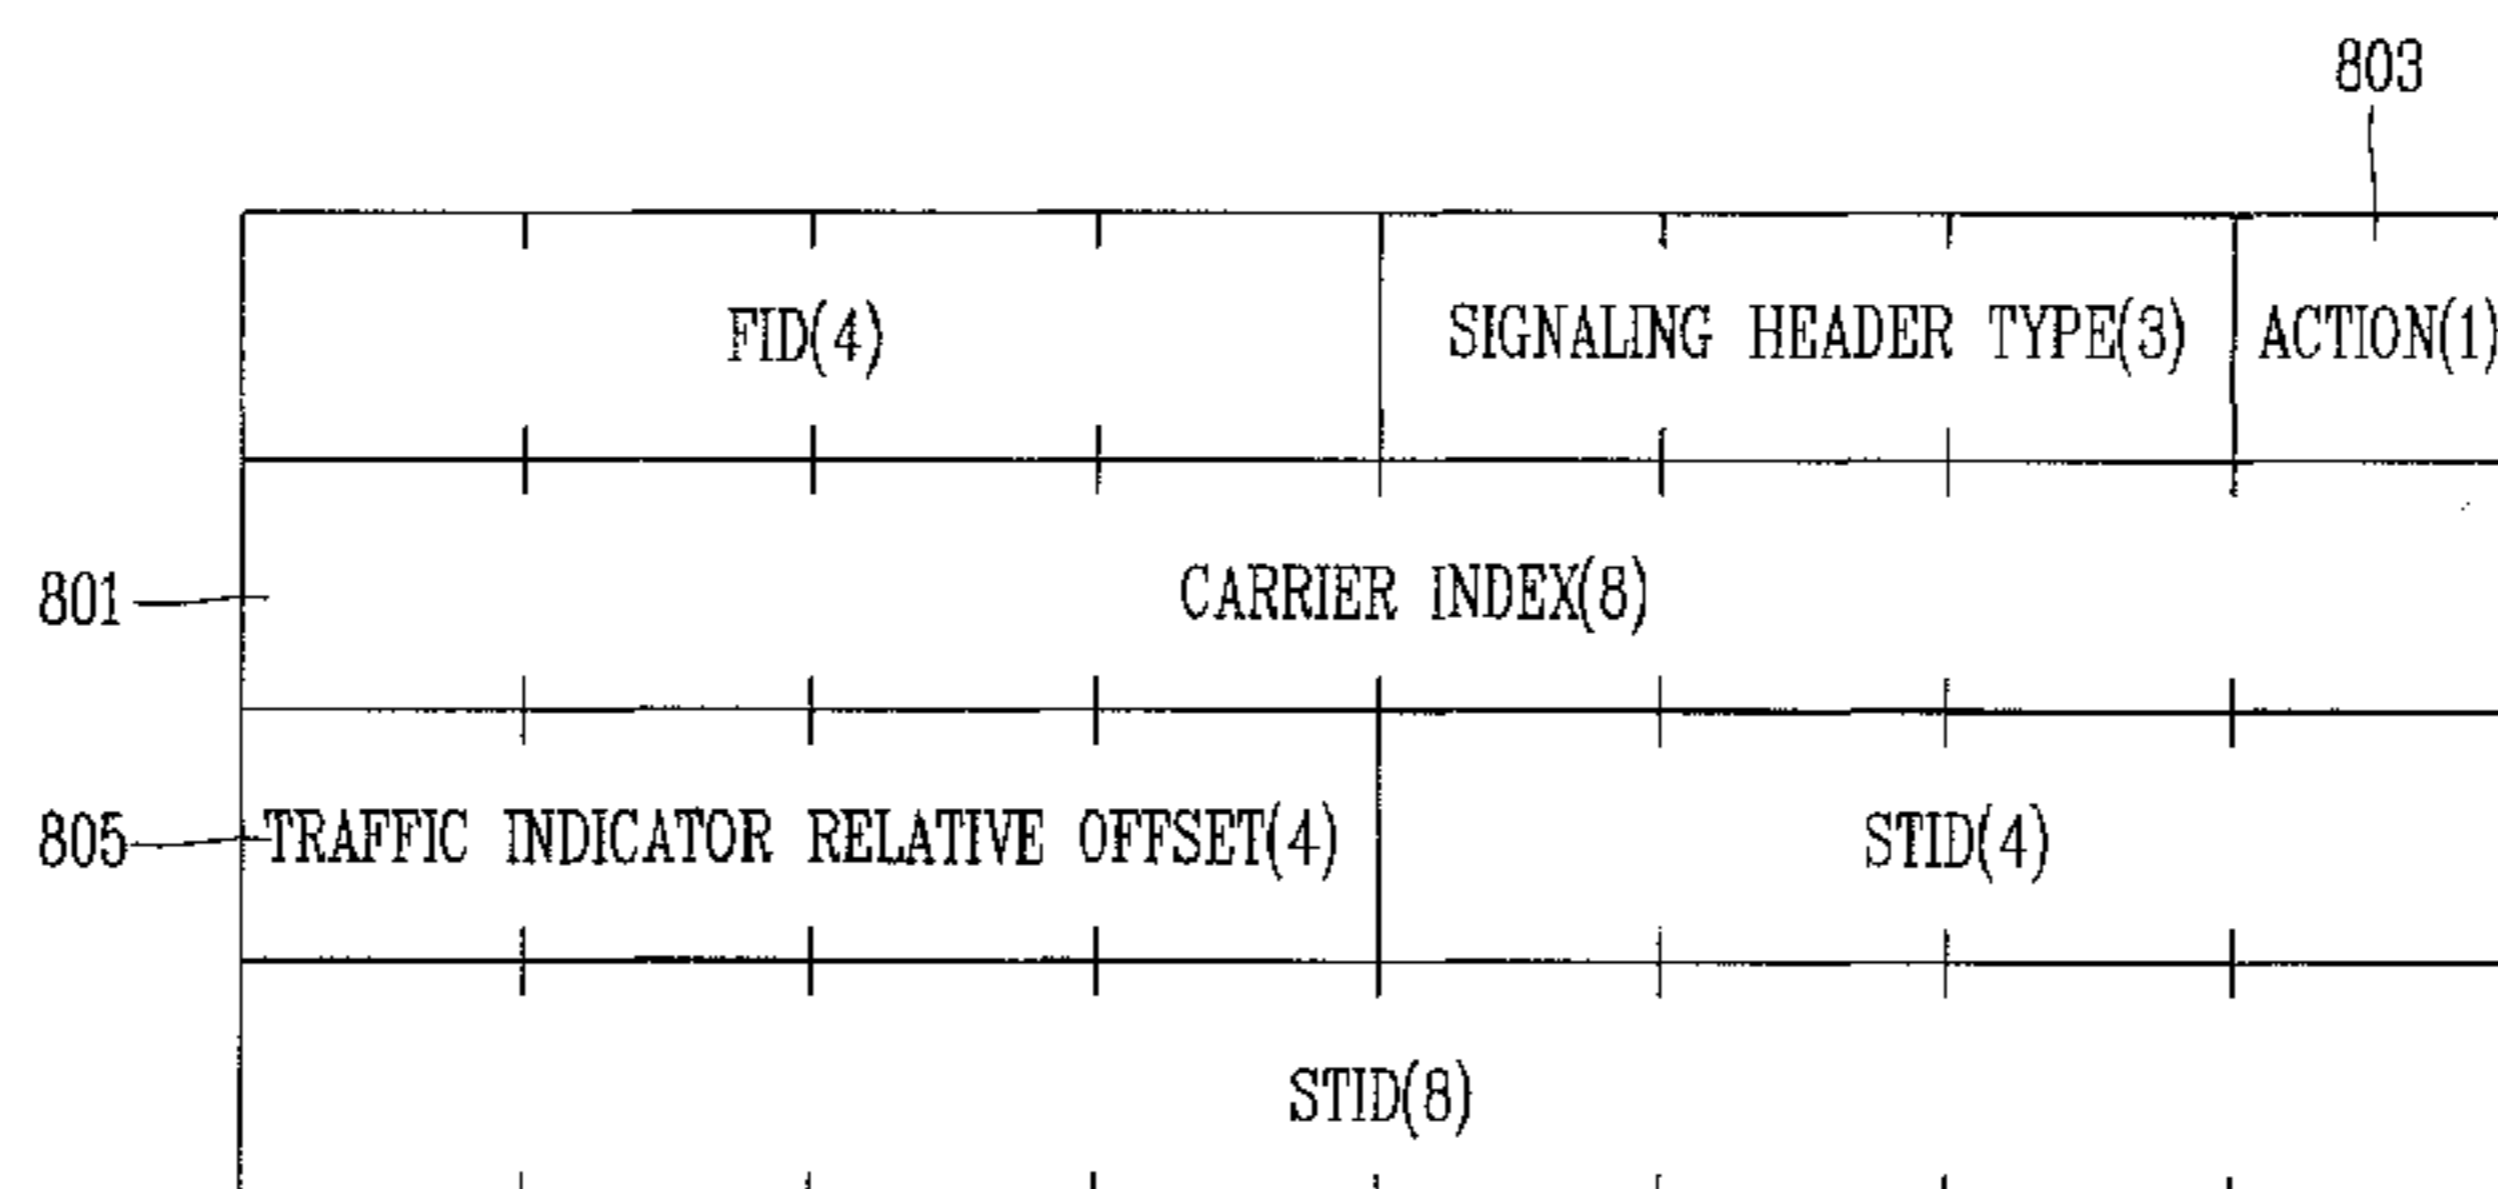 803
FID(4) SIGNALING HEADER TYPE(3) ACTION(1)
801 CARRIER INDEX(8)
805 TRAFFIC INDICATOR RELATIVE OFFSET(4) STID(4)
STID(8)